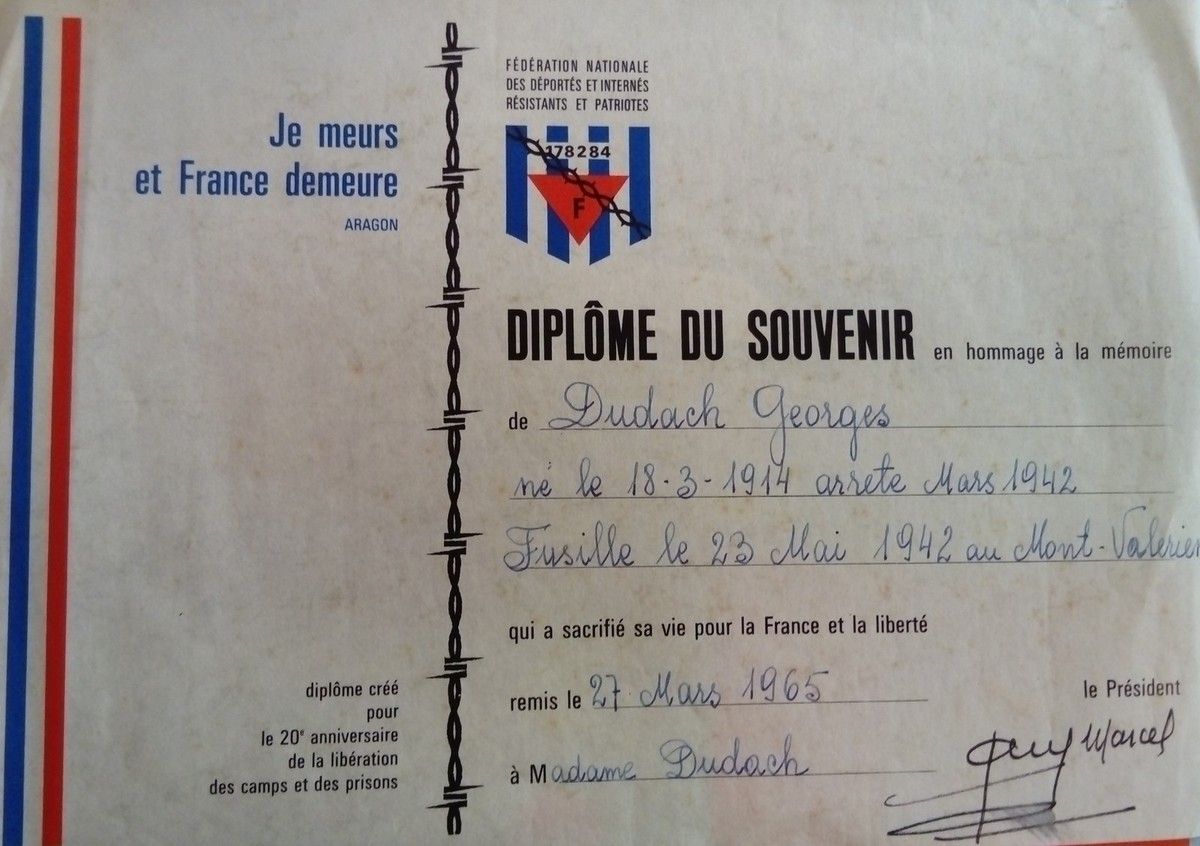 Je meurs
et France demeure
ARAGON
FÉDÉRATION NATIONALE
DES DÉPORTÉS ET INTERNÉS
RÉSISTANTS ET PATRIOTES
178284
F
DIPLÔME DU SOUVENIR en hommage à la mémoire
de Dudach Georges
né le 18-3-1914 arrete Mars 1942
Fusille le 23 Mai 1942 au Mont-Valérien
qui a sacrifié sa vie pour la France et la liberté
remis le 27 Mars 1965
à Madame Dudach
le Président
Marcel
diplôme créé
pour
le 20e anniversaire
de la libération
des camps et des prisons